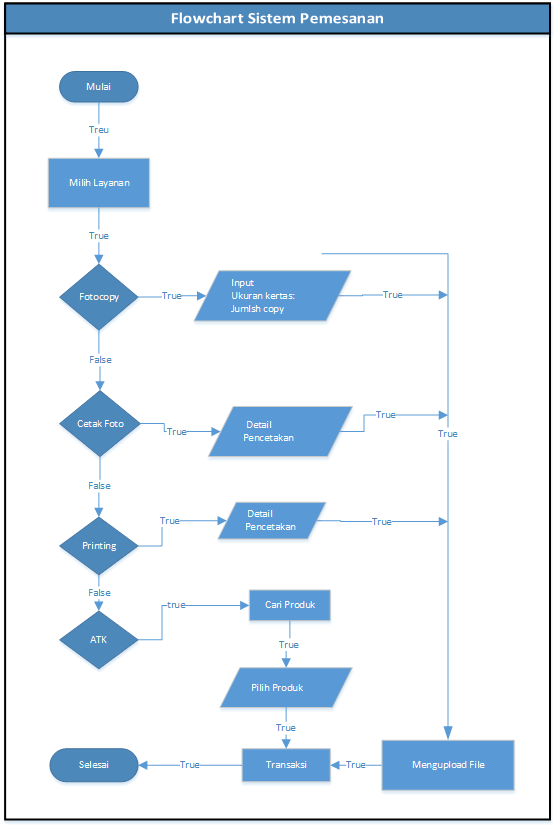 Flowchart Sistem Pemesanan
Mulai
Treu
Milih Layanan
True
Fotocopy
True
Input
Ukuran kertas:
Jumlsh copy
True
False
Cetak Foto
True
Detail
Pencetakan
True
True
False
Printing
True
Detail
Pencetakan
True
False
ATK
true
Cari Produk
True
Pilih Produk
True
Selesai
True
Transaksi
True
Mengupload File